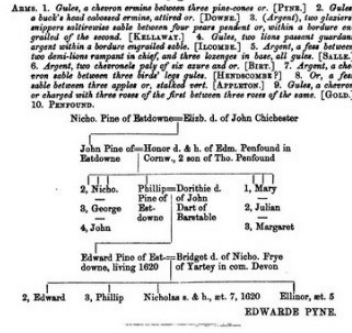 ARMS. 1. Gules, a chevron ermine between three pine-cones or. [PYNE.] 2. Gules
a buck's head cabossed ermine, attired or. [DOWNE.] 3. (Argent), two glaziers
snippers saltirewise sable between four pears pendent or, within a bordure en-
grailed of the second. [KELLAWAY.] 4. Gules, two lions passant guardan
argent within a bordure engrailed sable. [ILCOMBE.] 5. Argent, a fess between
two demi-lions rampant in chief, and three lozenges in base, all gules. [SALLE.]
6. Argent, two chevronels paly of six azure and or. [BIRT.] 7. Argent, a che
eron sable between three birds' legs gules. [HENDSCOMBE?] 8. Or, a fes
sable between three apples or, stalked vert. [APPLETON.] 9. Gules, a chevron
or charged with three roses of the first between three roses of the same. [GOLD.
10. PENFOUND.
Nicho. Pine of Eastdowne=Elizb. d. of John Chichester
John Pine of=Honor d. & h. of Edm. Penfound in
Eastdowne Cornw., 2 son of Tho. Penfound
2, Nicho. Phillip=Dorithie d. 1, Mary
— Pine of of John —
3, George Est- Dart of 2, Julian
— downe Barstable —
4, John 3, Margaret
Edward Pine of Est-=Bridget d. of Nicho. Frye
downe, living 1620 of Yartey in com. Devon
2, Edward 3, Phillip Nicholas s. & h., æt. 7, 1620 Ellinor, æt. 5
EDWARDE PYNE.